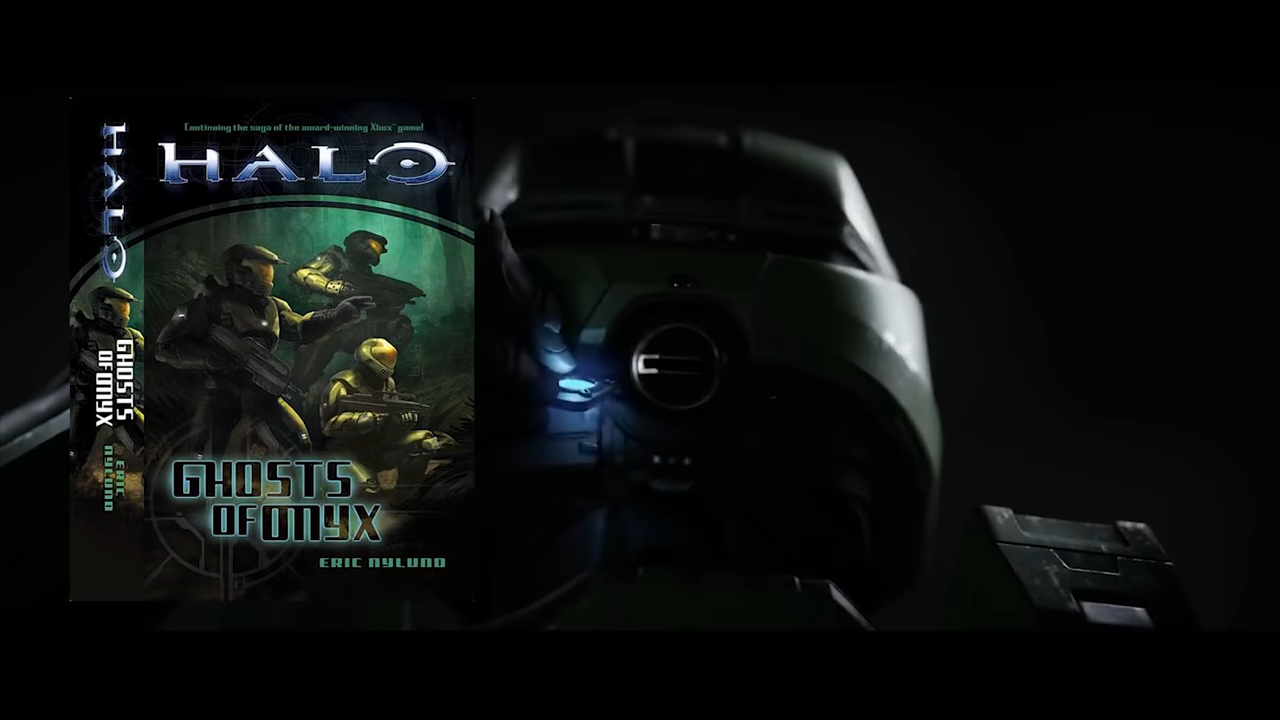 HALO
GHOSTS
OF ONYX
ERIC
NYLUND
Continuing the saga of the award-winning Xbox™ game!
HALO
GHOSTS
OF ONYX
ERIC NYLUND